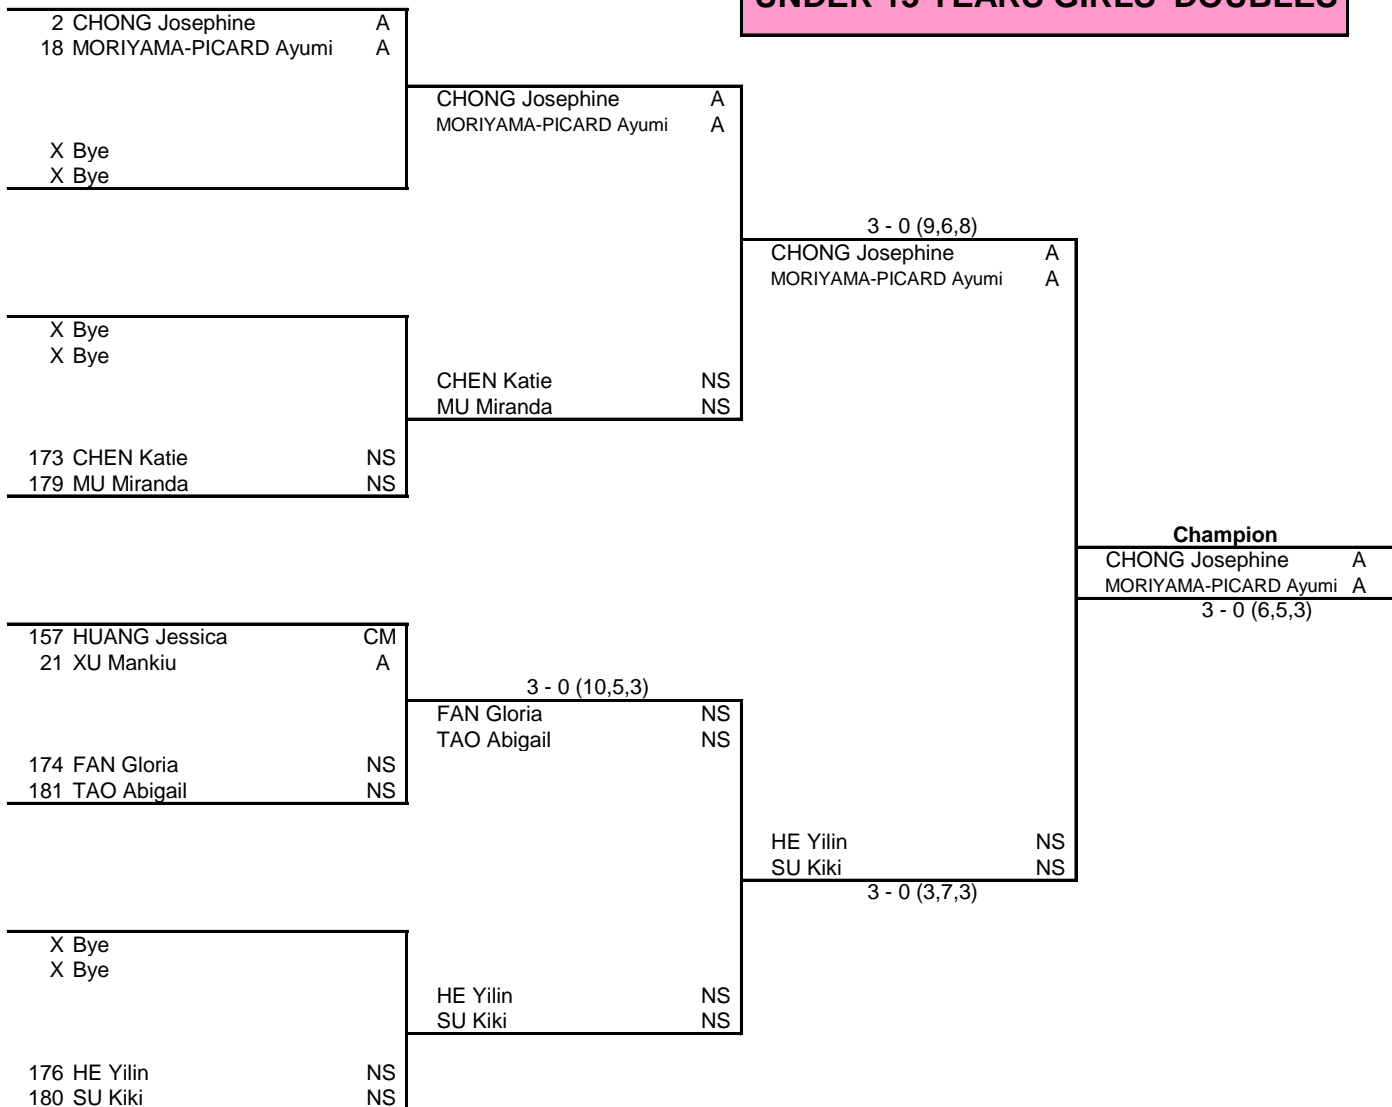 UNDER YEARS GIRLS' DOUBLES
2 CHONG Josephine A
18 MORIYAMA-PICARD Ayumi A
CHONG Josephine A
MORIYAMA-PICARD Ayumi A
X Bye
X Bye
3 - 0 (9,6,8)
CHONG Josephine A
MORIYAMA-PICARD Ayumi A
X Bye
X Bye
CHEN Katie NS
MU Miranda NS
173 CHEN Katie NS
179 MU Miranda NS
Champion
CHONG Josephine A
MORIYAMA-PICARD Ayumi A
3 - 0 (6,5,3)
157 HUANG Jessica CM
21 XU Mankiu A
3 - 0 (10,5,3)
FAN Gloria NS
TAO Abigail NS
174 FAN Gloria NS
181 TAO Abigail NS
HE Yilin NS
SU Kiki NS
3 - 0 (3,7,3)
X Bye
X Bye
HE Yilin NS
SU Kiki NS
176 HE Yilin NS
180 SU Kiki NS